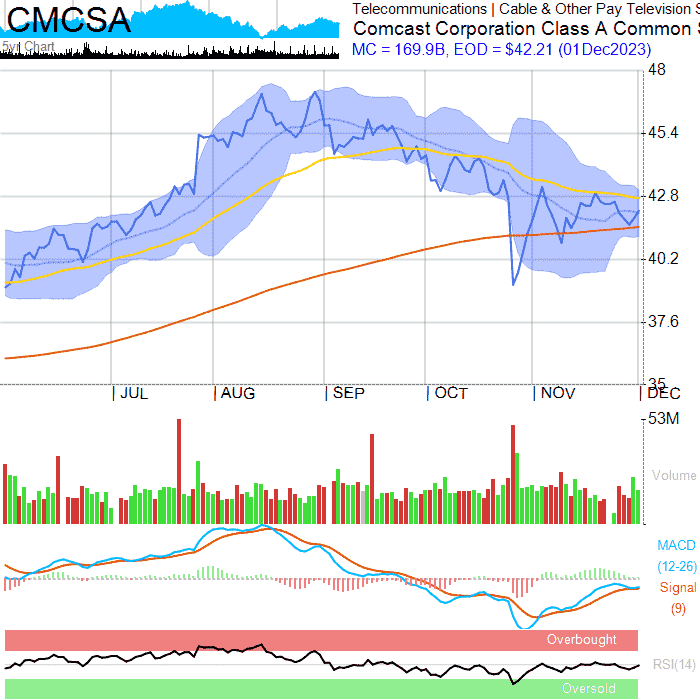 CMCSA
5yr Chart
Telecommunications | Cable & Other Pay Television S
Comcast Corporation Class A Common S
MC = 169.9B, EOD = $42.21 (01Dec2023)
48
45.4
42.8
40.2
37.6
35
| JUL | AUG | SEP | OCT | NOV | DEC
53M
Volume
MACD
(12-26)
Signal
(9)
Overbought
RSI(14)
Oversold